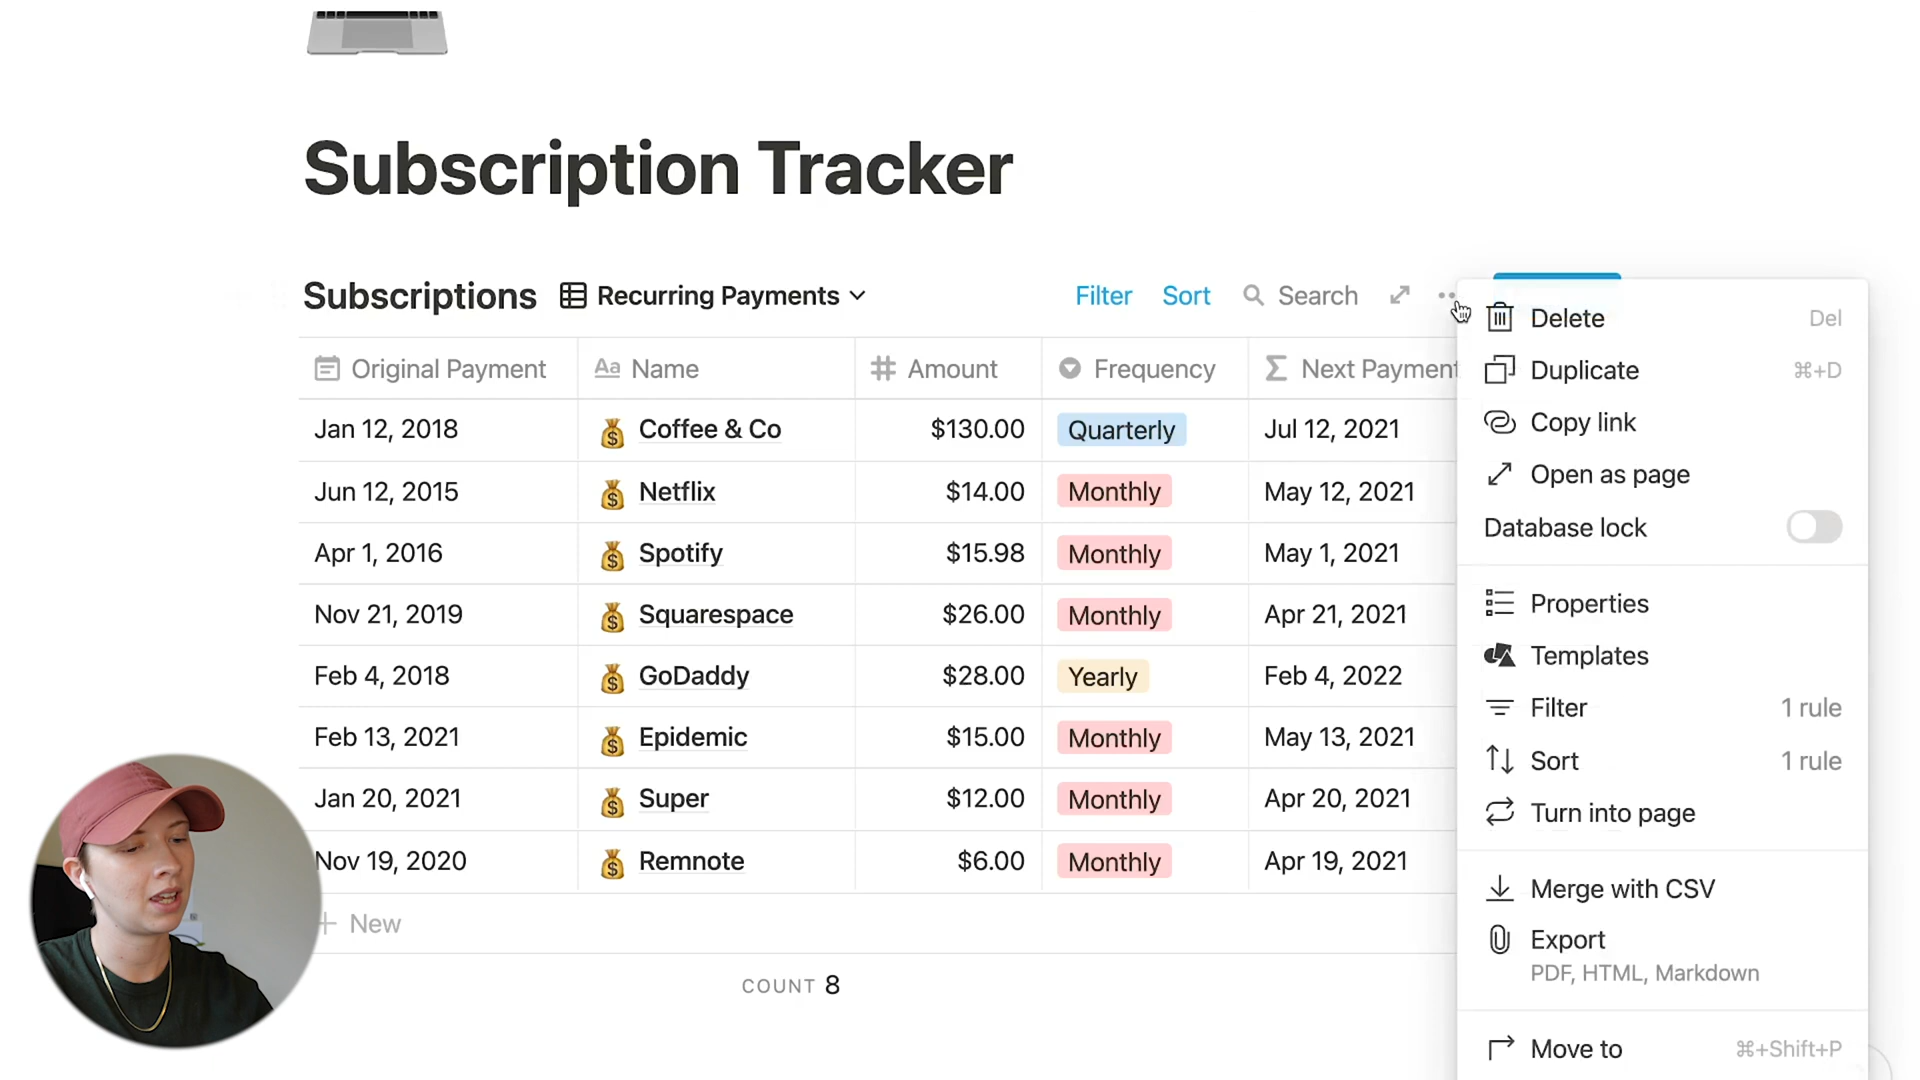 Subscription Tracker
Subscriptions Recurring Payments Filter Sort Search
Original Payment Aa Name Amount Frequency Next Payment
Jan 12, 2018 Coffee & Co $130.00 Quarterly Jul 12, 2021
Jun 12, 2015 Netflix $14.00 Monthly May 12, 2021
Apr 1, 2016 Spotify $15.98 Monthly May 1, 2021
Nov 21, 2019 Squarespace $26.00 Monthly Apr 21, 2021
Feb 4, 2018 GoDaddy $28.00 Yearly Feb 4, 2022
Feb 13, 2021 Epidemic $15.00 Monthly May 13, 2021
Jan 20, 2021 Super $12.00 Monthly Apr 20, 2021
Nov 19, 2020 Remnote $6.00 Monthly Apr 19, 2021
+ New
COUNT 8
Delete Del
Duplicate ⌘+D
Copy link
Open as page
Database lock
Properties
Templates
Filter 1 rule
Sort 1 rule
Turn into page
Merge with CSV
Export
PDF, HTML, Markdown
Move to ⌘+Shift+P